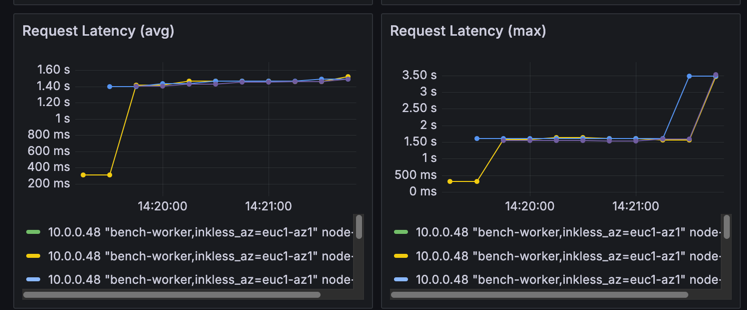 Request Latency (avg)
1.60 s
1.40 s
1.20 s
1 s
800 ms
600 ms
400 ms
200 ms
14:20:00
14:21:00
10.0.0.48 "bench-worker,inkless_az=euc1-az1" node-
10.0.0.48 "bench-worker,inkless_az=euc1-az1" node-
10.0.0.48 "bench-worker,inkless_az=euc1-az1" node-
Request Latency (max)
3.50 s
3 s
2.50 s
2 s
1.50 s
1 s
500 ms
0 ms
14:20:00
14:21:00
10.0.0.48 "bench-worker,inkless_az=euc1-az1" node-
10.0.0.48 "bench-worker,inkless_az=euc1-az1" node-
10.0.0.48 "bench-worker,inkless_az=euc1-az1" node-